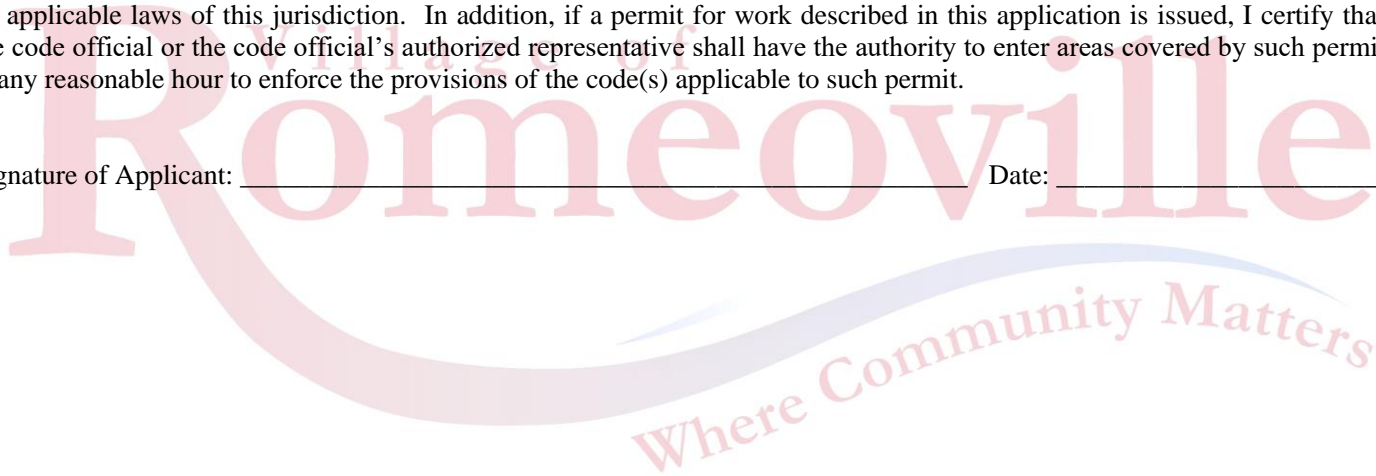 applicable laws of this jurisdiction. In addition, if a permit for work described in this application is issued, I certify tha
e code official or the code official's authorized representative shall have the authority to enter areas covered by such permi
any reasonable hour to enforce the provisions of the code(s) applicable to such permit.
Village of
Romeoville
gnature of Applicant: ______________________ Date: ______________________
Where Community Matters